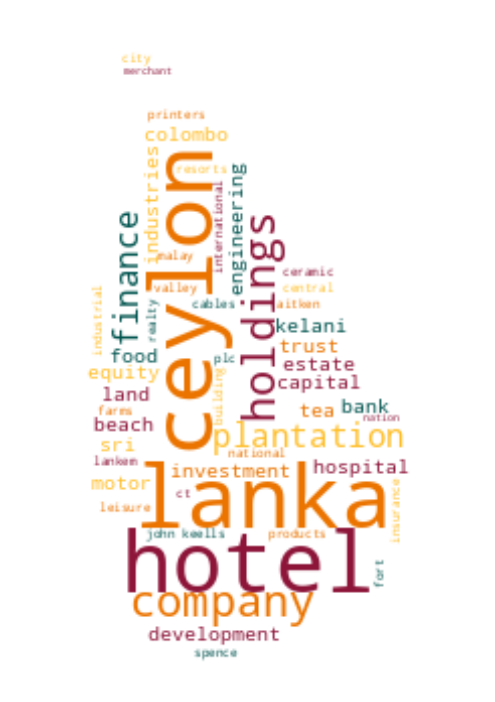 city
merchant
printers
colombo
industries
ceylon
resorts
international
engineering
finance
holdings
malay
ceramic
valley
central
industrial
realty
cables
aitken
kelani
food
plc
trust
equity
building
estate
land
capital
farms
tea
bank
beach
nation
sri
plantation
national
lankem
investment
hospital
motor
lanka
ct
insurance
leisure
john keells
products
hotel
fort
company
development
spence